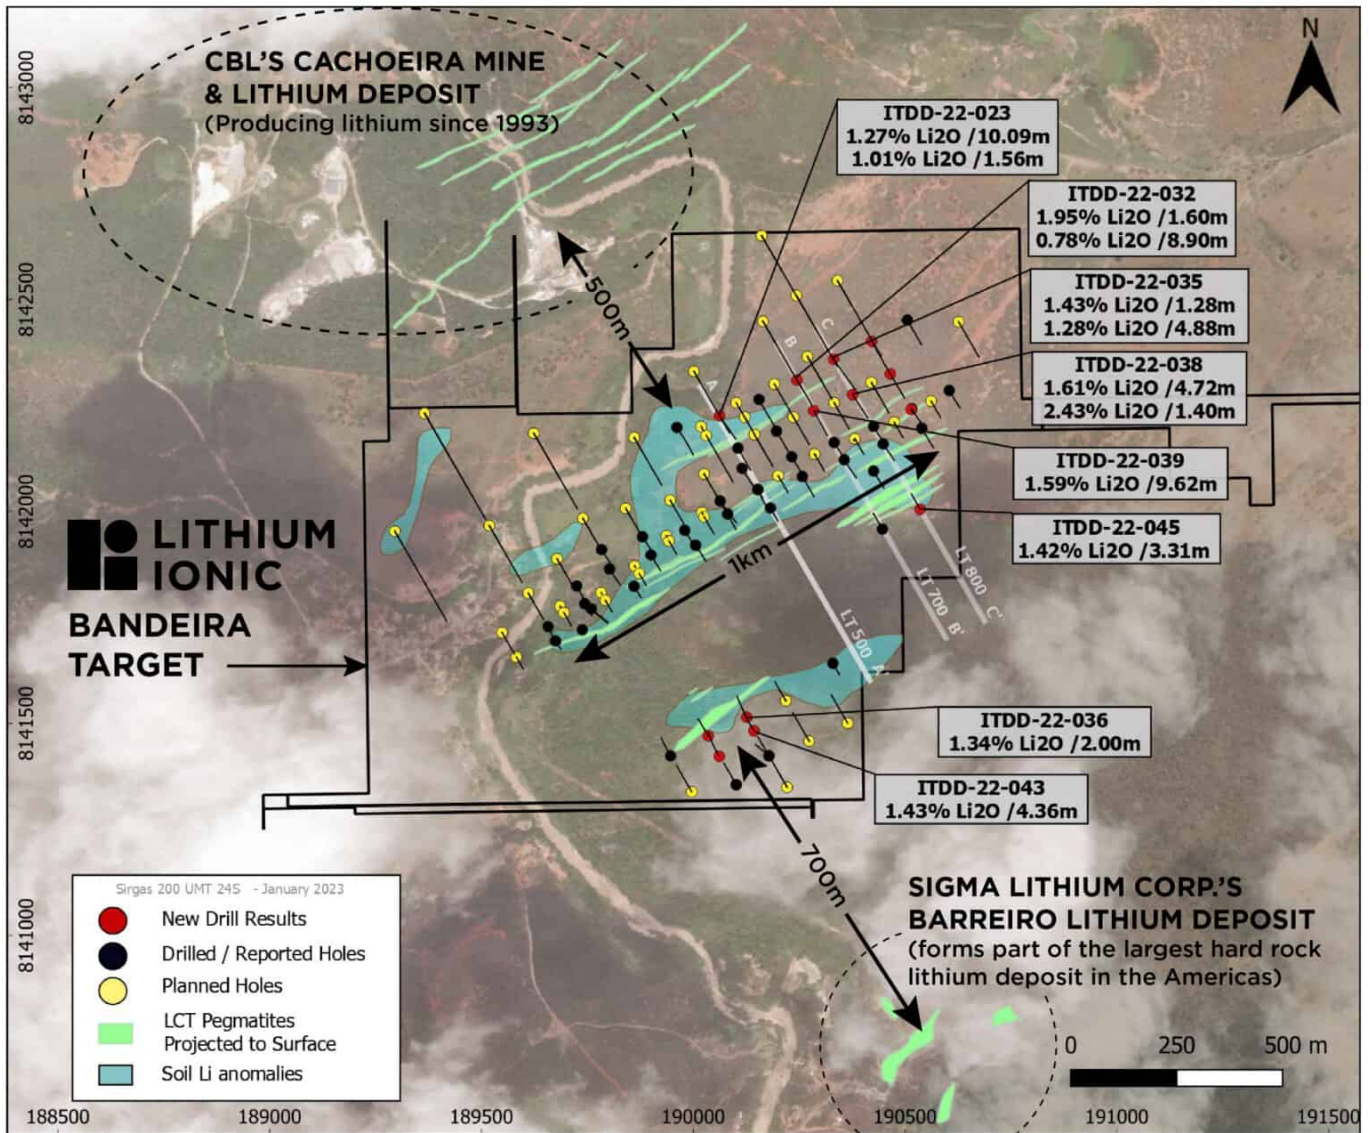 CBL'S CACHOEIRA MINE
& LITHIUM DEPOSIT
(Producing lithium since 1993)
N
ITDD-22-023
1.27% Li2O /10.09m
1.01% Li2O /1.56m
ITDD-22-032
1.95% Li2O /1.60m
0.78% Li2O /8.90m
ITDD-22-035
1.43% Li2O /1.28m
1.28% Li2O /4.88m
ITDD-22-038
1.61% Li2O /4.72m
2.43% Li2O /1.40m
ITDD-22-039
1.59% Li2O /9.62m
ITDD-22-045
1.42% Li2O /3.31m
500m
A
B
C
1km
LT 500 A'
LT 700 B'
LT 800 C'
LITHIUM
IONIC
BANDEIRA
TARGET
ITDD-22-036
1.34% Li2O /2.00m
ITDD-22-043
1.43% Li2O /4.36m
700m
SIGMA LITHIUM CORP.'S
BARREIRO LITHIUM DEPOSIT
(forms part of the largest hard rock
lithium deposit in the Americas)
Sirgas 200 UMT 24S - January 2023
New Drill Results
Drilled / Reported Holes
Planned Holes
LCT Pegmatites
Projected to Surface
Soil Li anomalies
0 250 500 m
8143000
8142500
8142000
8141500
8141000
188500 189000 189500 190000 190500 191000 191500